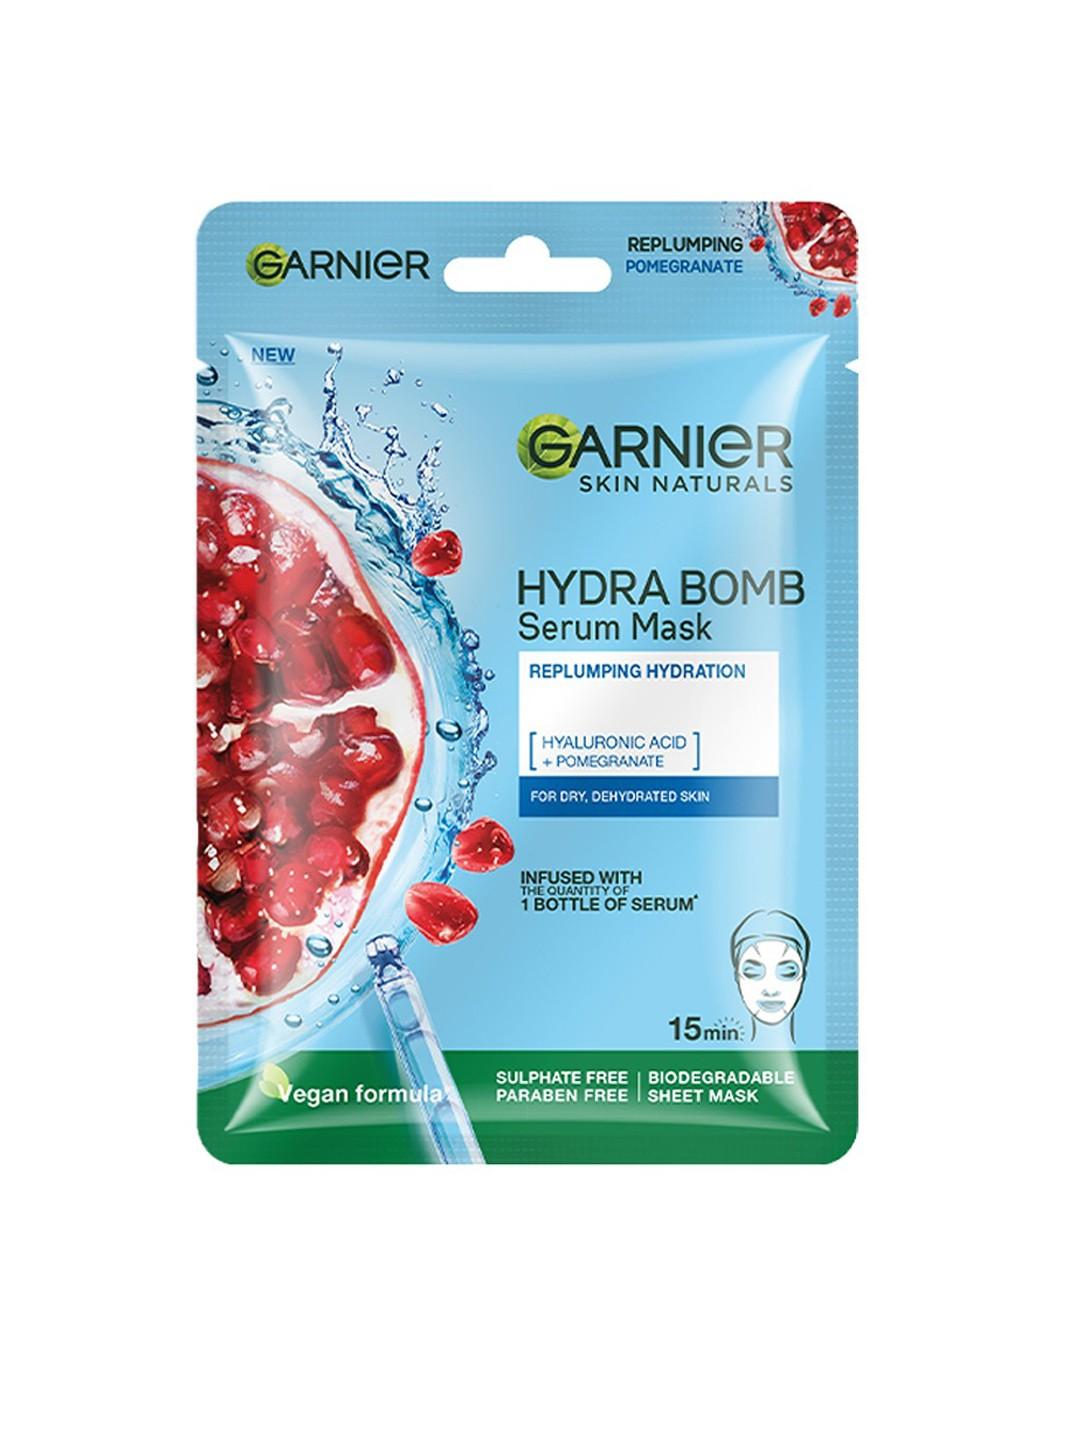 GARNIER
REPLUMPING
POMEGRANATE
NEW
GARNIER
SKIN NATURALS
HYDRA BOMB
Serum Mask
REPLUMPING HYDRATION
[HYALURONIC ACID
+ POMEGRANATE]
FOR DRY, DEHYDRATED SKIN
INFUSED WITH
THE QUANTITY OF
1 BOTTLE OF SERUM*
15min
Vegan formula*
SULPHATE FREE
PARABEN FREE
BIODEGRADABLE
SHEET MASK